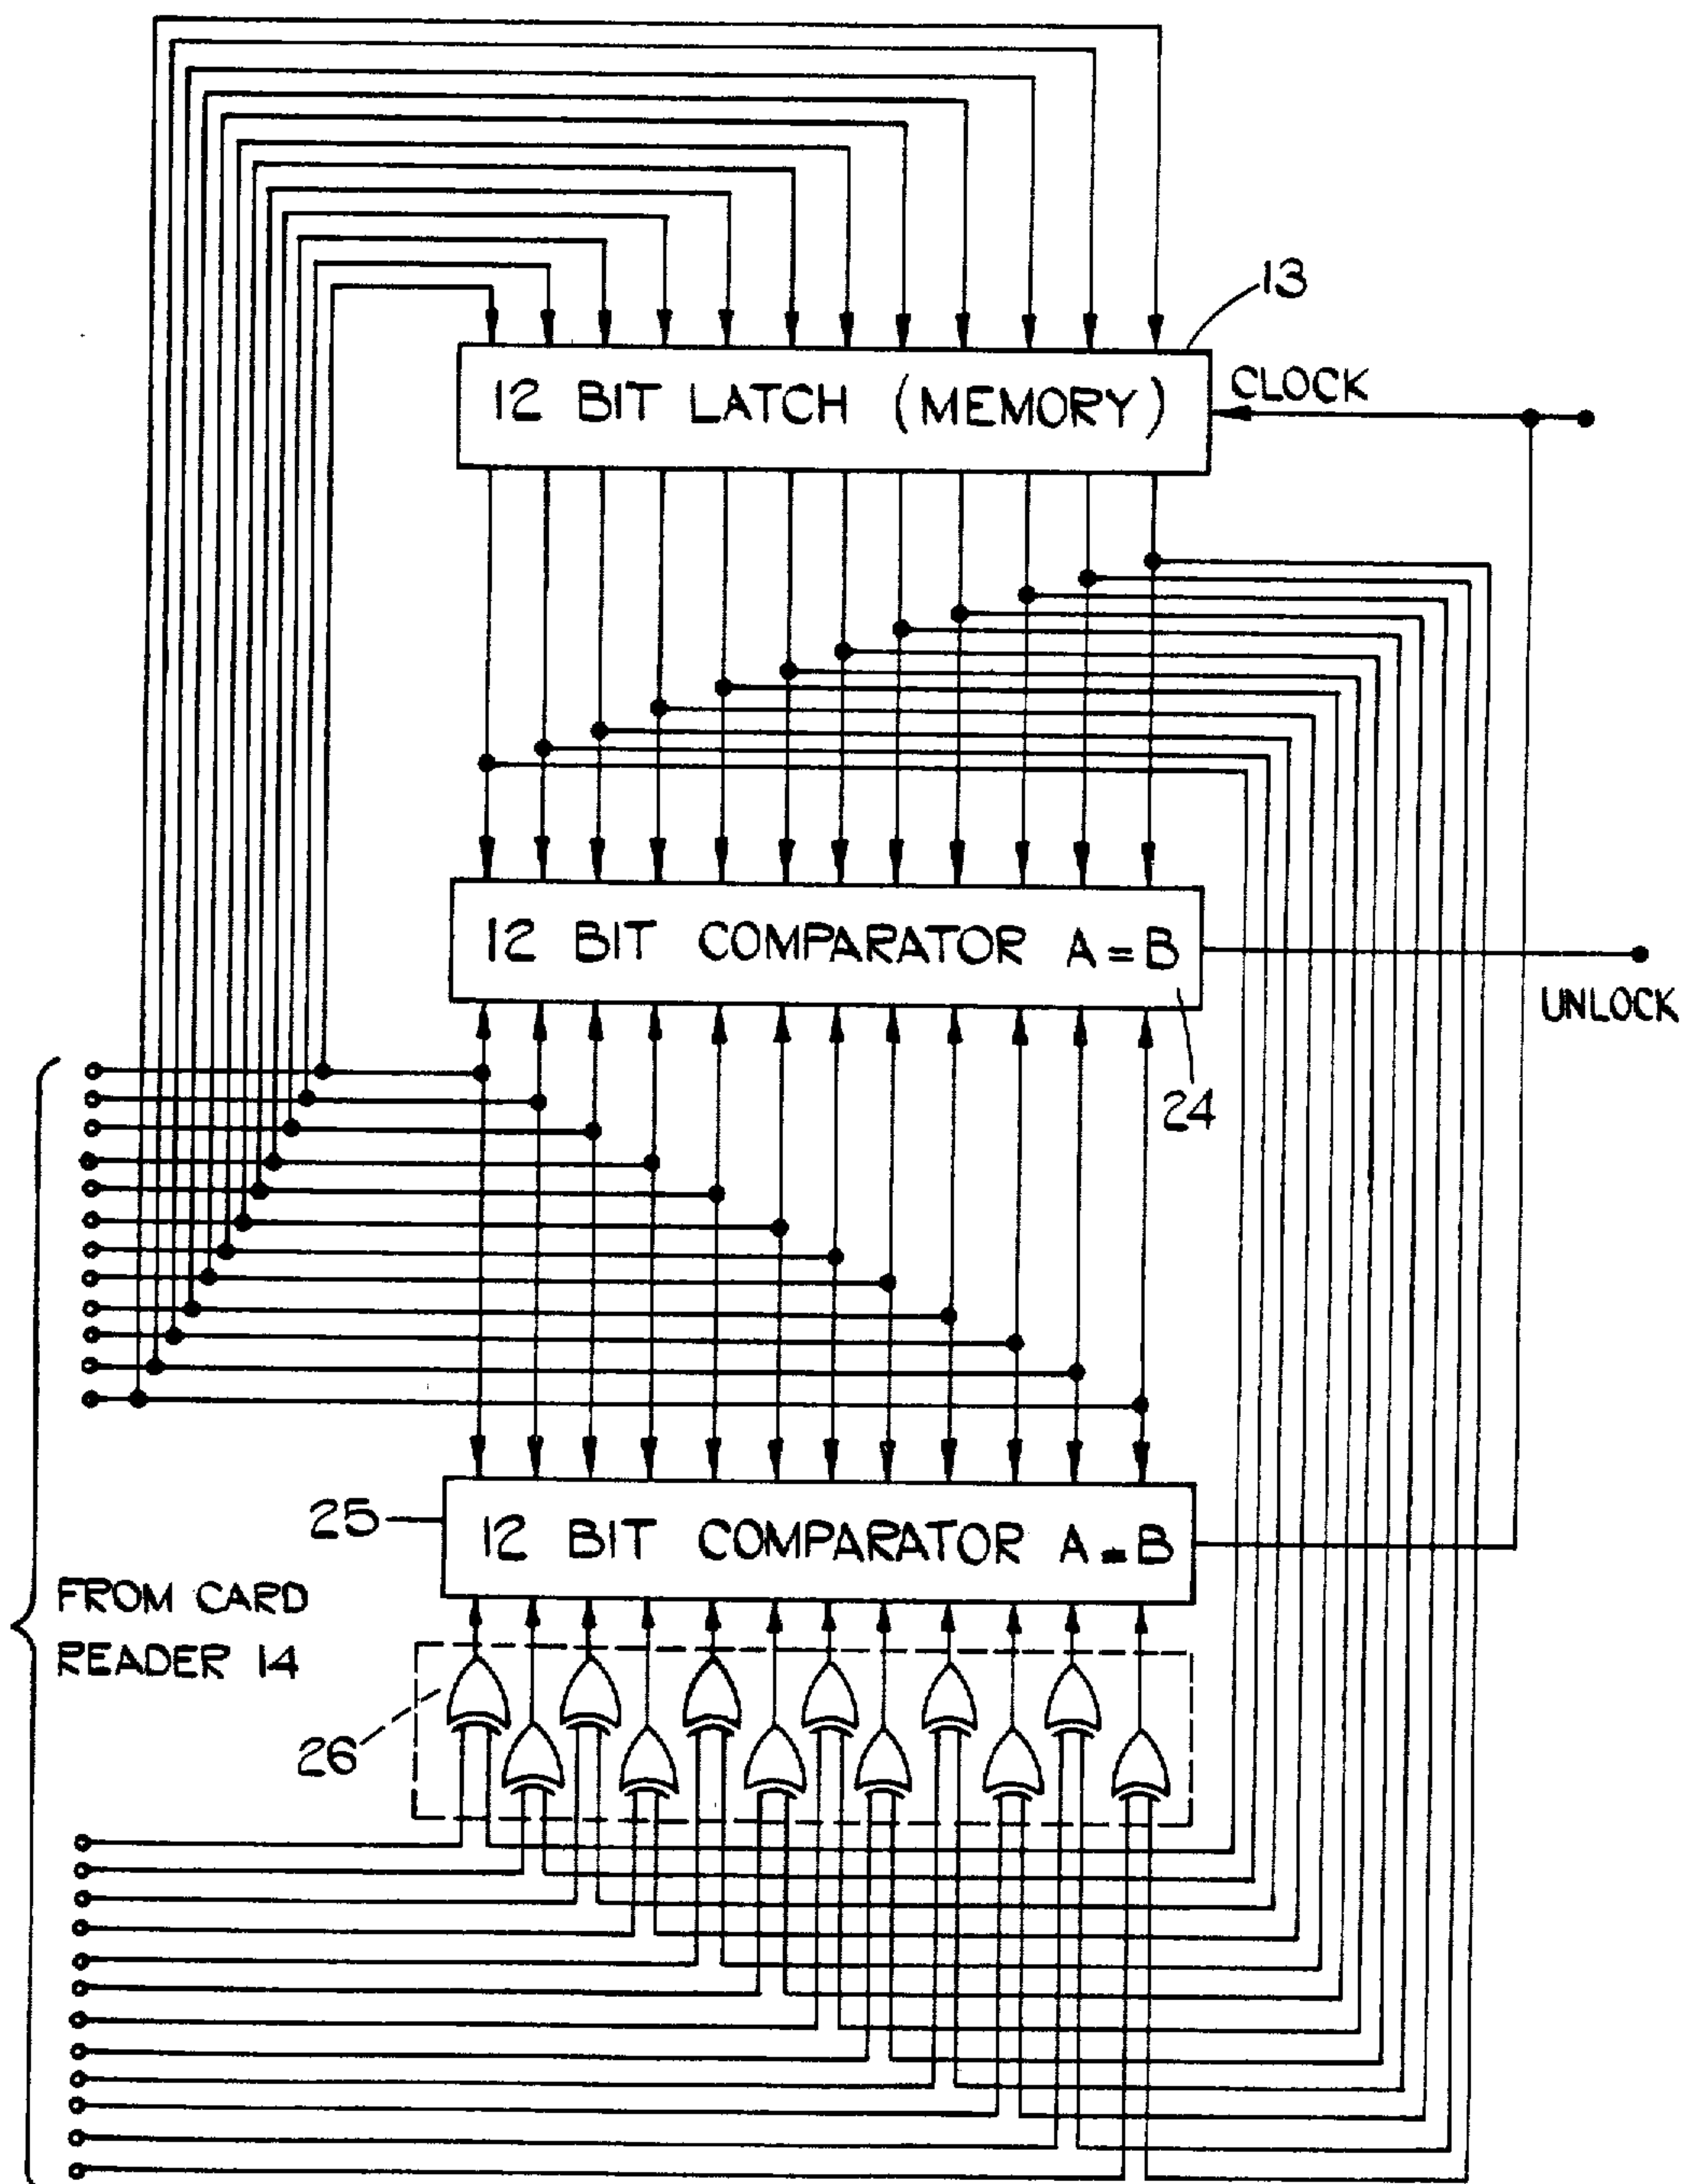 13
12 BIT LATCH (MEMORY)
CLOCK
12 BIT COMPARATOR A=B
UNLOCK
24
25
12 BIT COMPARATOR A=B
FROM CARD
READER 14
26